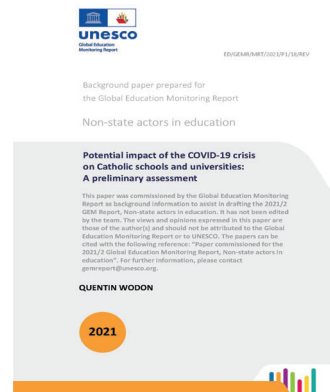 unesco
Global Education
Monitoring Report
ED/GEMR/MRT/2021/P1/18/REV
Background paper prepared for
the Global Education Monitoring Report
Non-state actors in education
Potential impact of the COVID-19 crisis
on Catholic schools and universities:
A preliminary assessment
This paper was commissioned by the Global Education Monitoring
Report as background information to assist in drafting the 2021/2
GEM Report, Non-state actors in education. It has not been edited
by the team. The views and opinions expressed in this paper are
those of the author(s) and should not be attributed to the Global
Education Monitoring Report or to UNESCO. The papers can be
cited with the following reference: "Paper commissioned for the
2021/2 Global Education Monitoring Report, Non-state actors in
education". For further information, please contact
gemreport@unesco.org.
QUENTIN WODON
2021